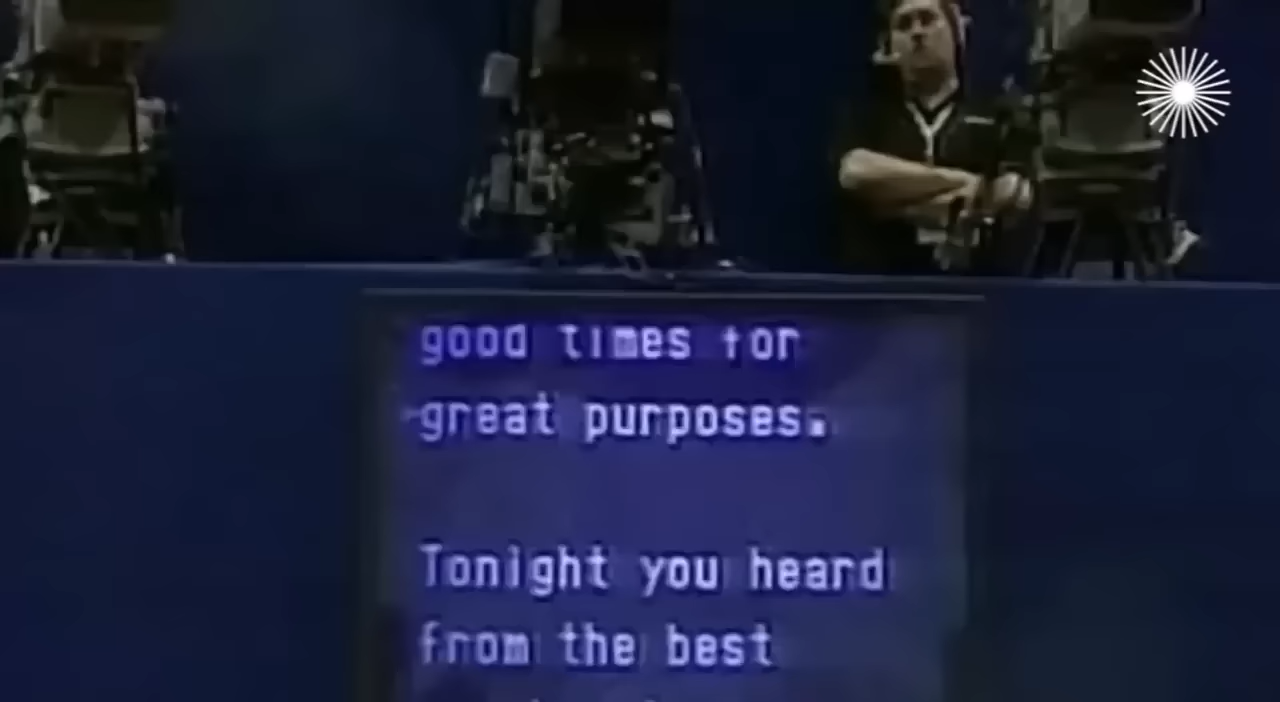 good times for
great purposes.
Tonight you heard
from the best